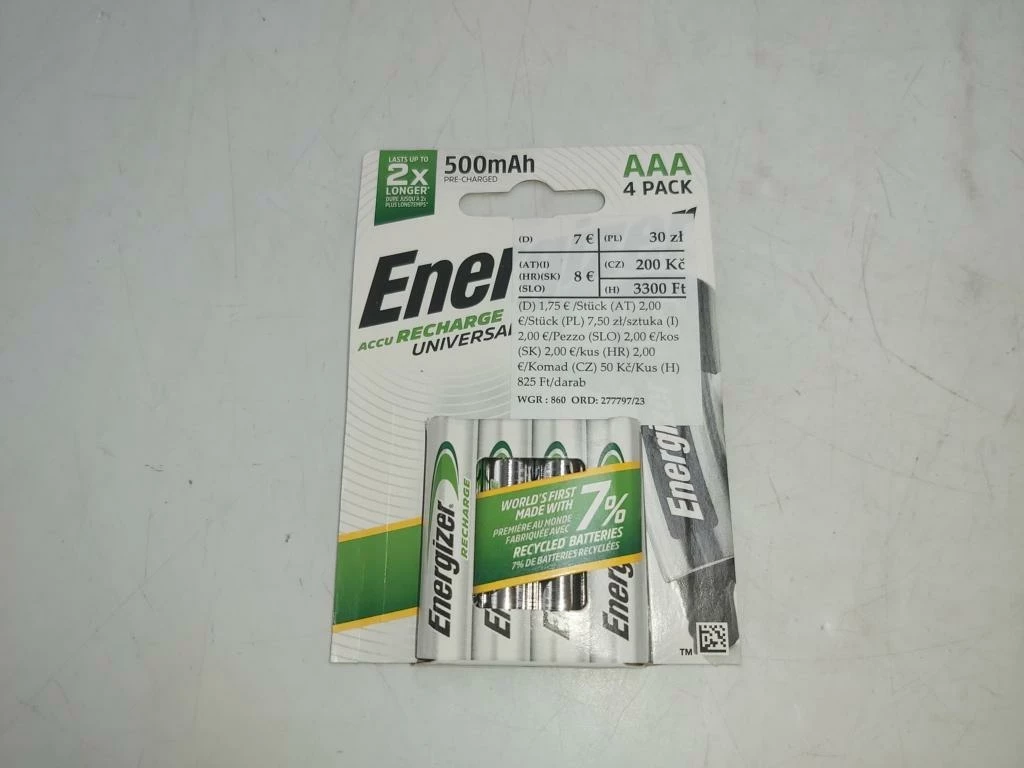 LASTS UP TO
2x
LONGER*
DURE JUSQU'À 2x
PLUS LONGTEMPS*
500mAh
PRE-CHARGED
AAA
4 PACK
Ener
ACCU RECHARGE
UNIVERSA
(D) 7 € (PL) 30 zł
(AT)(I)
(HR)(SK)
(SLO)
8 €
(CZ) 200 Kč
(H) 3300 Ft
(D) 1,75 € /Stück (AT) 2,00
€/Stück (PL) 7,50 zł/sztuka (I)
2,00 €/Pezzo (SLO) 2,00 €/kos
(SK) 2,00 €/kus (HR) 2,00
€/Komad (CZ) 50 Kč/Kus (H)
825 Ft/darab
WGR : 860 ORD: 277797/23
Energizer
RECHARGE
WORLD'S FIRST
MADE WITH
7%
PREMIÈRE AU MONDE
FABRIQUÉE AVEC
RECYCLED BATTERIES
7% DE BATTERIES RECYCLÉES
Energ
Energi
TM